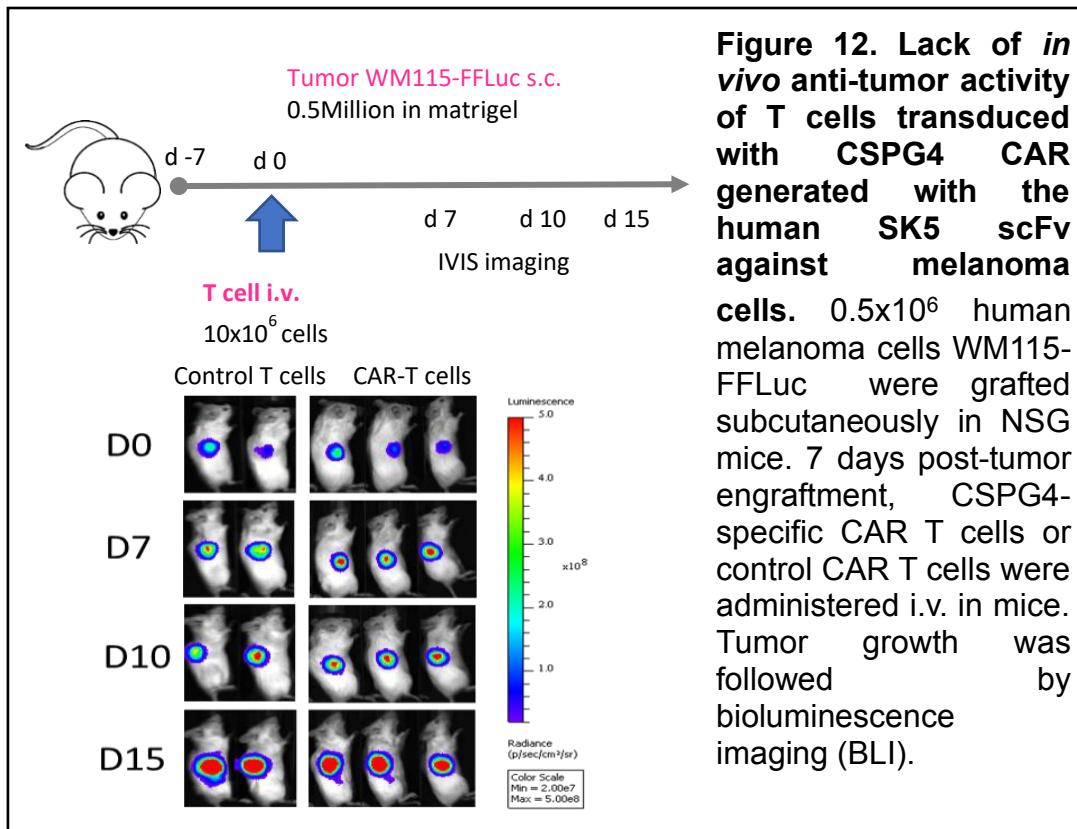 Tumor WM115-FFLuc s.c.
0.5Million in matrigel
d -7
d 0
d 7
d 10
d 15
IVIS imaging
T cell i.v.
10x10⁶ cells
Control T cells
CAR-T cells
D0
D7
D10
D15
Luminescence
5.0
4.0
3.0
x10⁸
2.0
1.0
Radiance
(p/sec/cm²/sr)
Color Scale
Min = 2.00e7
Max = 5.00e8
Figure 12. Lack of in
vivo anti-tumor activity
of T cells transduced
with CSPG4 CAR
generated with the
human SK5 scFv
against melanoma
cells. 0.5x10⁶ human
melanoma cells WM115-
FFLuc were grafted
subcutaneously in NSG
mice. 7 days post-tumor
engraftment, CSPG4-
specific CAR T cells or
control CAR T cells were
administered i.v. in mice.
Tumor growth was
followed by
bioluminescence
imaging (BLI).